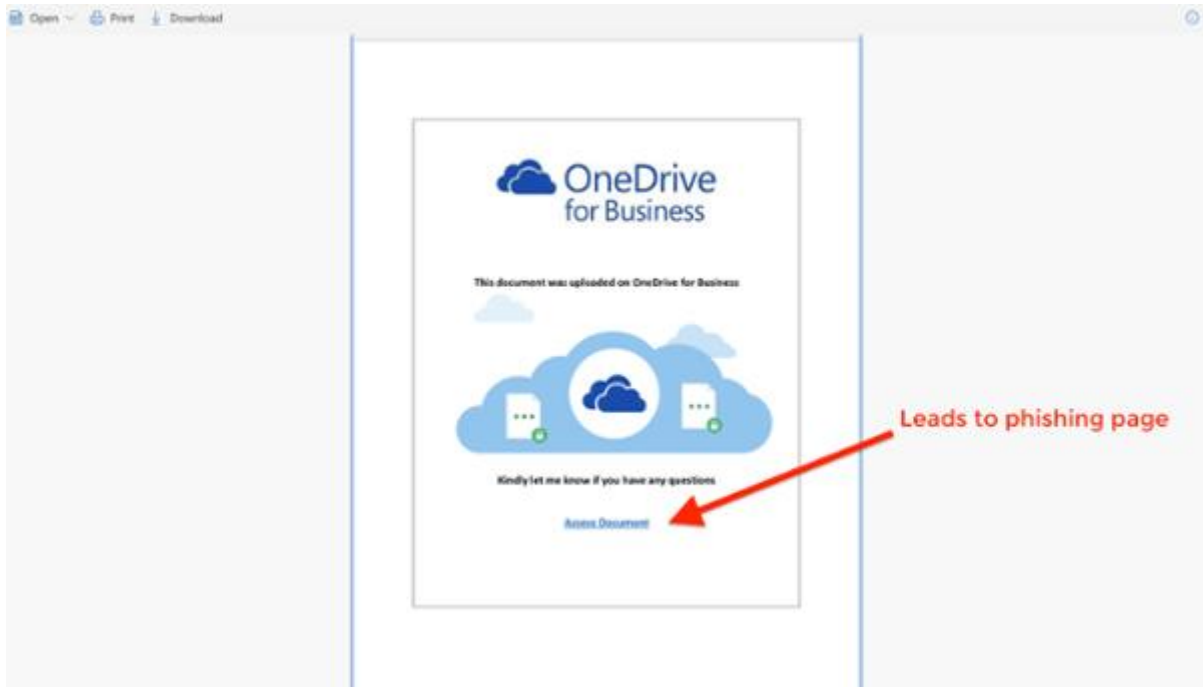 Open Print Download
OneDrive
for Business
This document was uploaded on OneDrive for Business
Leads to phishing page
Kindly let me know if you have any questions
Access Document